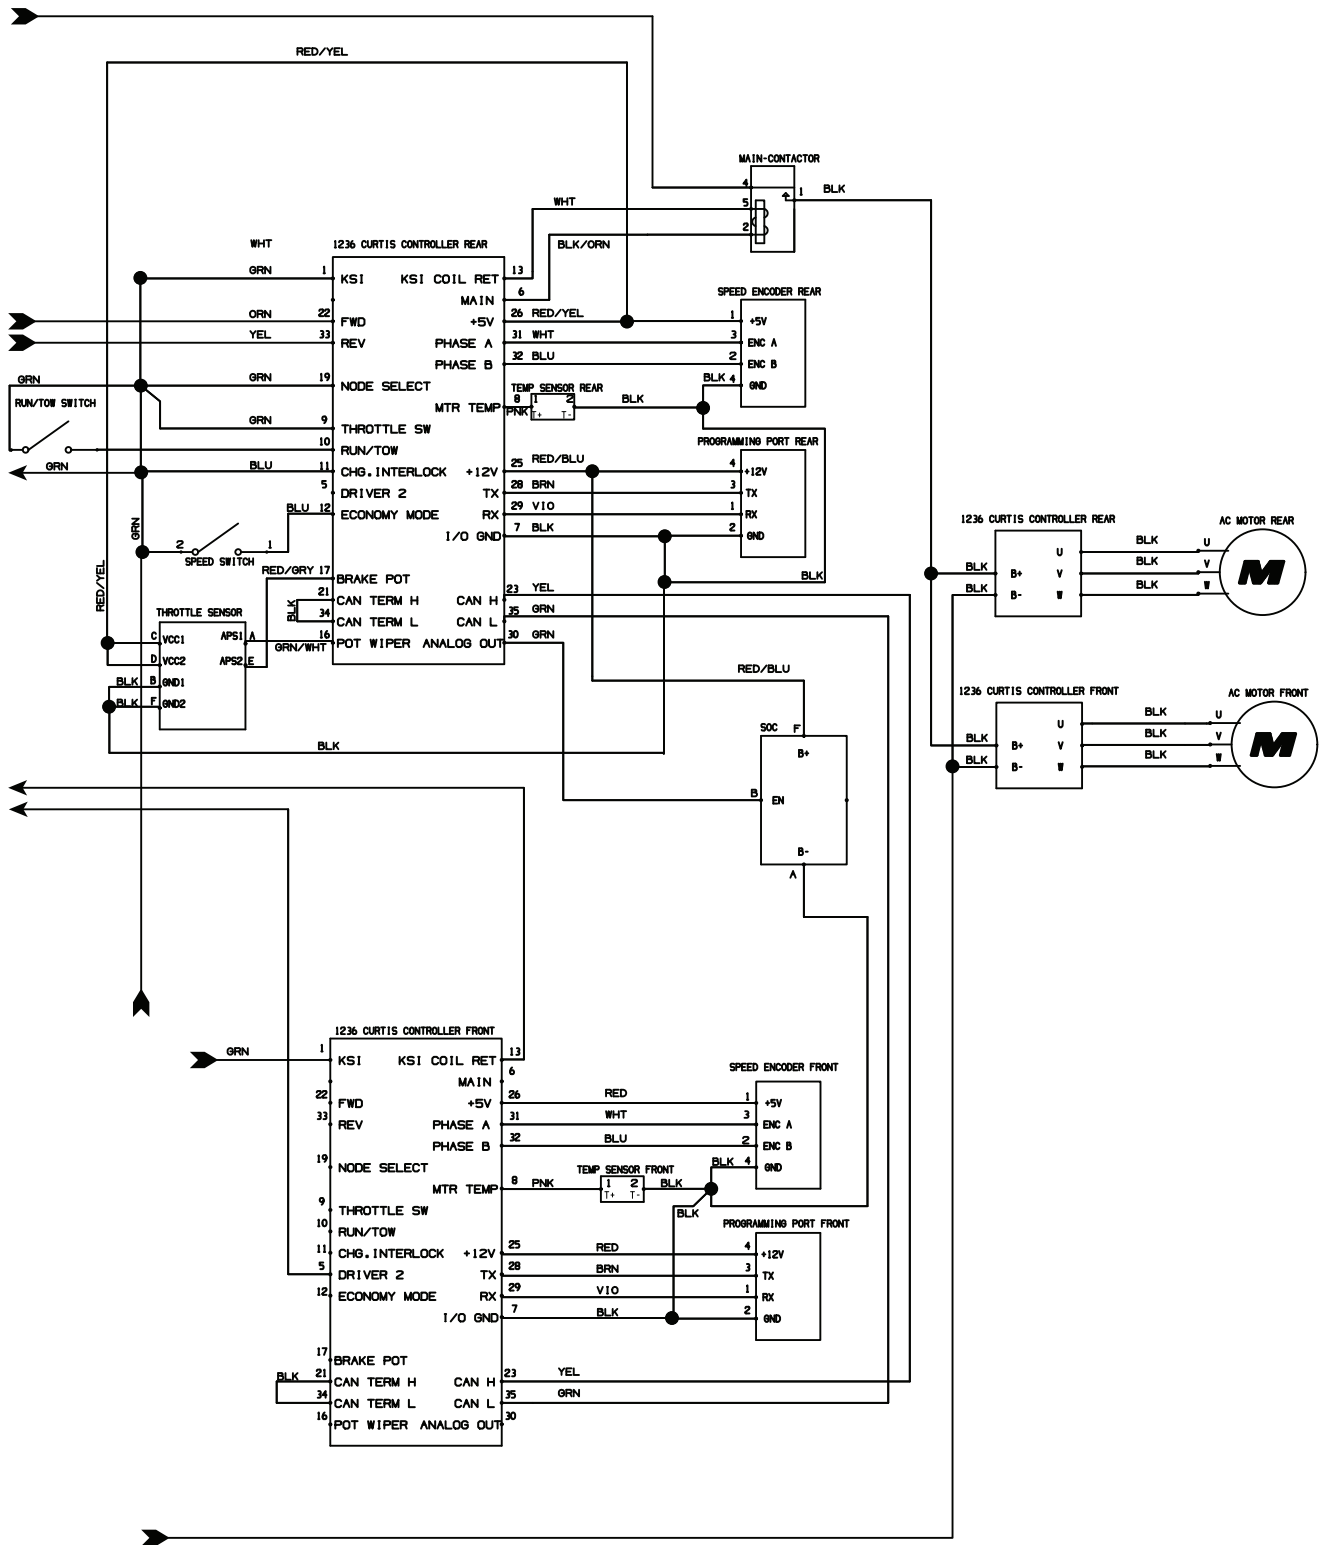 RED/YEL
MAIN-CONTACTOR
4
1
BLK
WHT
5
2
BLK/ORN
WHT
1236 CURTIS CONTROLLER REAR
GRN
1
KSI
KSI COIL RET
13
MAIN
6
ORN
22
FWD
+5V
26
RED/YEL
YEL
33
REV
PHASE A
31
WHT
PHASE B
32
BLU
SPEED ENCODER REAR
1
+5V
3
ENC A
2
ENC B
BLK
4
GND
GRN
GRN
19
NODE SELECT
TEMP SENSOR REAR
RUN/TOW SWITCH
MTR TEMP
8
PNK
1
2
T+
T-
BLK
GRN
9
THROTTLE SW
10
RUN/TOW
PROGRAMMING PORT REAR
GRN
BLU
11
CHG.INTERLOCK
+12V
25
RED/BLU
4
+12V
5
DRIVER 2
TX
28
BRN
3
TX
BLU
12
ECONOMY MODE
RX
29
VIO
1
RX
GRN
I/O GND
7
BLK
2
GND
2
1
SPEED SWITCH
BLK
RED/YEL
RED/GRY
17
BRAKE POT
21
CAN TERM H
CAN H
23
YEL
BLK
34
CAN TERM L
CAN L
35
GRN
16
GRN/WHT
POT WIPER
ANALOG OUT
30
GRN
THROTTLE SENSOR
C
VCC1
APS1
A
D
VCC2
APS2
E
BLK
B
GND1
BLK
F
GND2
BLK
1236 CURTIS CONTROLLER REAR
AC MOTOR REAR
U
BLK
U
BLK
B+
V
BLK
V
BLK
B-
W
BLK
W
M
RED/BLU
1236 CURTIS CONTROLLER FRONT
AC MOTOR FRONT
U
BLK
U
BLK
B+
V
BLK
V
BLK
B-
W
BLK
W
M
SOC
F
B+
B
EN
B-
A
1236 CURTIS CONTROLLER FRONT
GRN
1
KSI
KSI COIL RET
13
MAIN
6
22
FWD
+5V
26
RED
33
REV
PHASE A
31
WHT
PHASE B
32
BLU
SPEED ENCODER FRONT
1
+5V
3
ENC A
2
ENC B
BLK
4
GND
19
NODE SELECT
TEMP SENSOR FRONT
MTR TEMP
8
PNK
1
2
T+
T-
BLK
9
THROTTLE SW
BLK
10
RUN/TOW
PROGRAMMING PORT FRONT
11
CHG.INTERLOCK
+12V
25
RED
4
+12V
5
DRIVER 2
TX
28
BRN
3
TX
12
ECONOMY MODE
RX
29
VIO
1
RX
I/O GND
7
BLK
2
GND
17
BRAKE POT
BLK
21
CAN TERM H
CAN H
23
YEL
34
CAN TERM L
CAN L
35
GRN
16
POT WIPER
ANALOG OUT
30